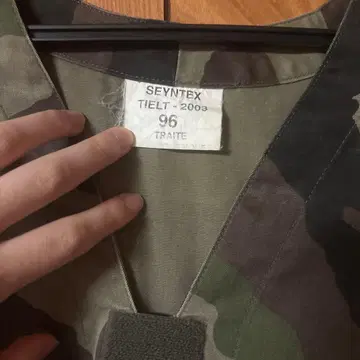 SEYNTEX
TIELT - 2003
96
TRAITE